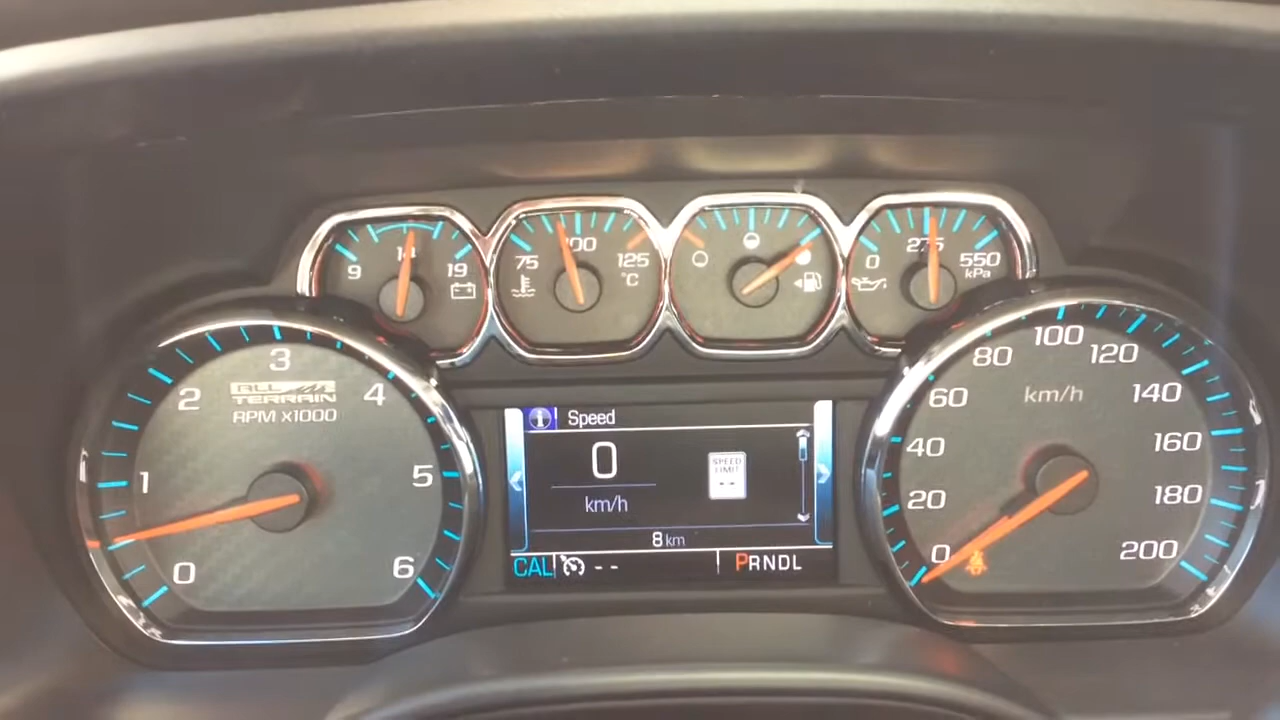 9 14 19
75 100 125
°C
0 275 550
kPa
3
2 4
ALL TERRAIN
RPM X1000
1 5
0 6
Speed
0
km/h
SPEED
LIMIT
--
8 km
CAL
--
PRNDL
100
80 120
60 km/h 140
40 160
20 180
0 200